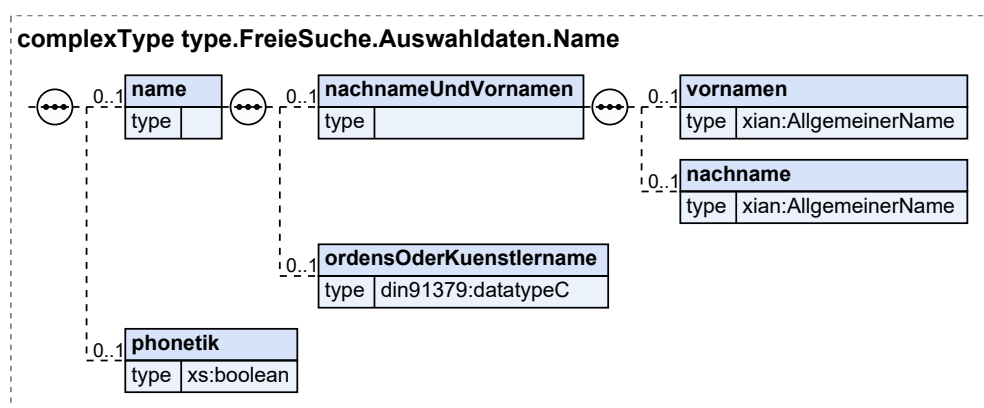 complexType type.FreieSuche.Auswahldaten.Name
0..1 name
type
0..1 nachnameUndVornamen
type
0..1 vornamen
type xian:AllgemeinerName
0..1 nachname
type xian:AllgemeinerName
0..1 ordensOderKuenstlername
type din91379:datatypeC
0..1 phonetik
type xs:boolean